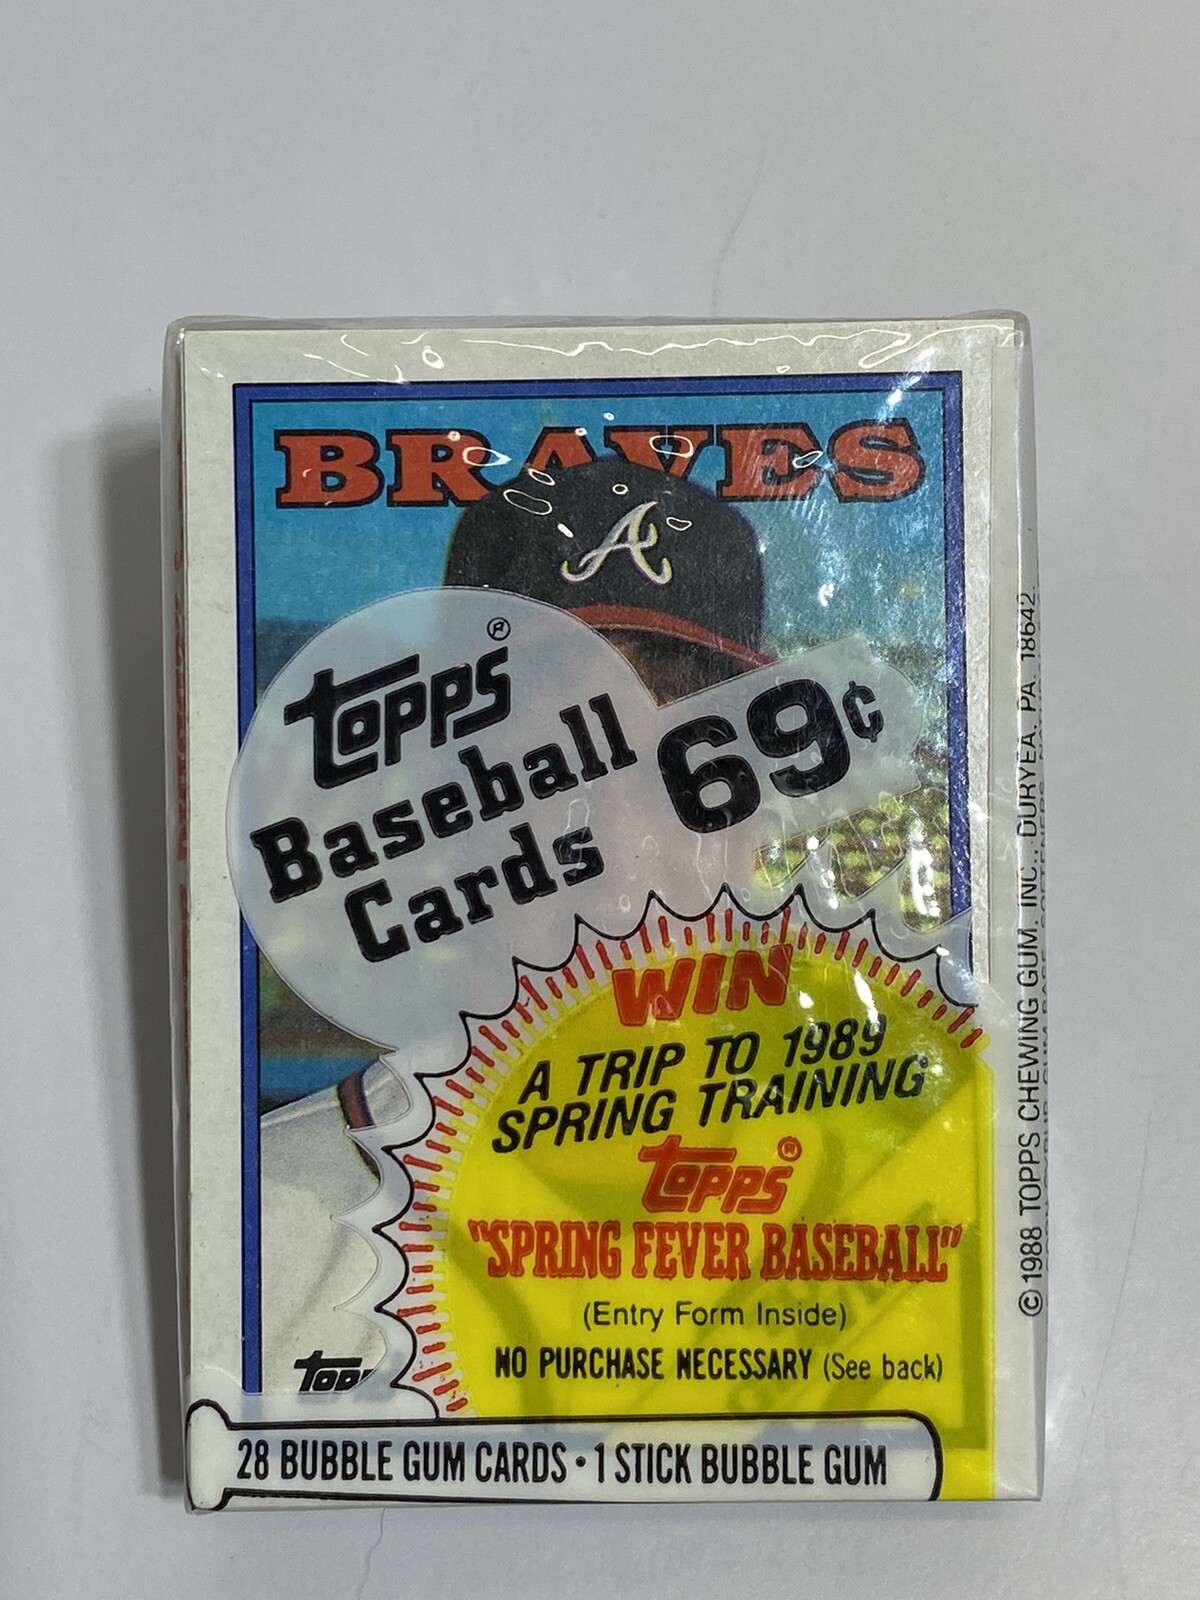 BRAVES
A
Topps®
Baseball
Cards
69¢
WIN
A TRIP TO 1989
SPRING TRAINING
Topps®
"SPRING FEVER BASEBALL"
(Entry Form Inside)
NO PURCHASE NECESSARY (See back)
28 BUBBLE GUM CARDS • 1 STICK BUBBLE GUM
© 1988 TOPPS CHEWING GUM, INC., DURYEA, PA. 18642.